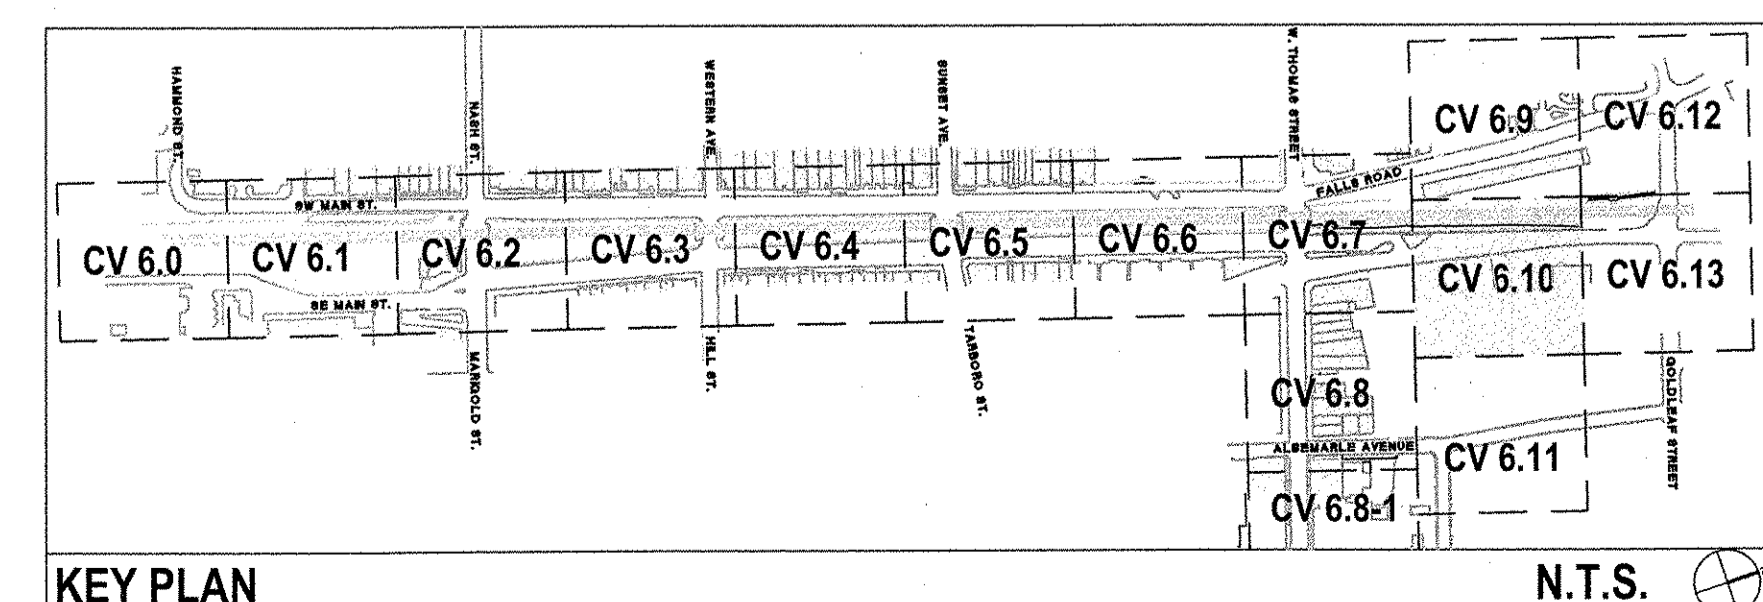 HAMMOND ST.
NASH ST.
WESTERN AVE.
SUNSET AVE.
W. THOMAS STREET
CV 6.9
CV 6.12
FALLS ROAD
SW MAIN ST.
CV 6.0
CV 6.1
CV 6.2
CV 6.3
CV 6.4
CV 6.5
CV 6.6
CV 6.7
CV 6.10
CV 6.13
SE MAIN ST.
MARIGOLD ST.
HILL ST.
TARBORO ST.
CV 6.8
GOLDLEAF STREET
ALBEMARLE AVENUE
CV 6.11
CV 6.8-1
KEY PLAN
N.T.S.